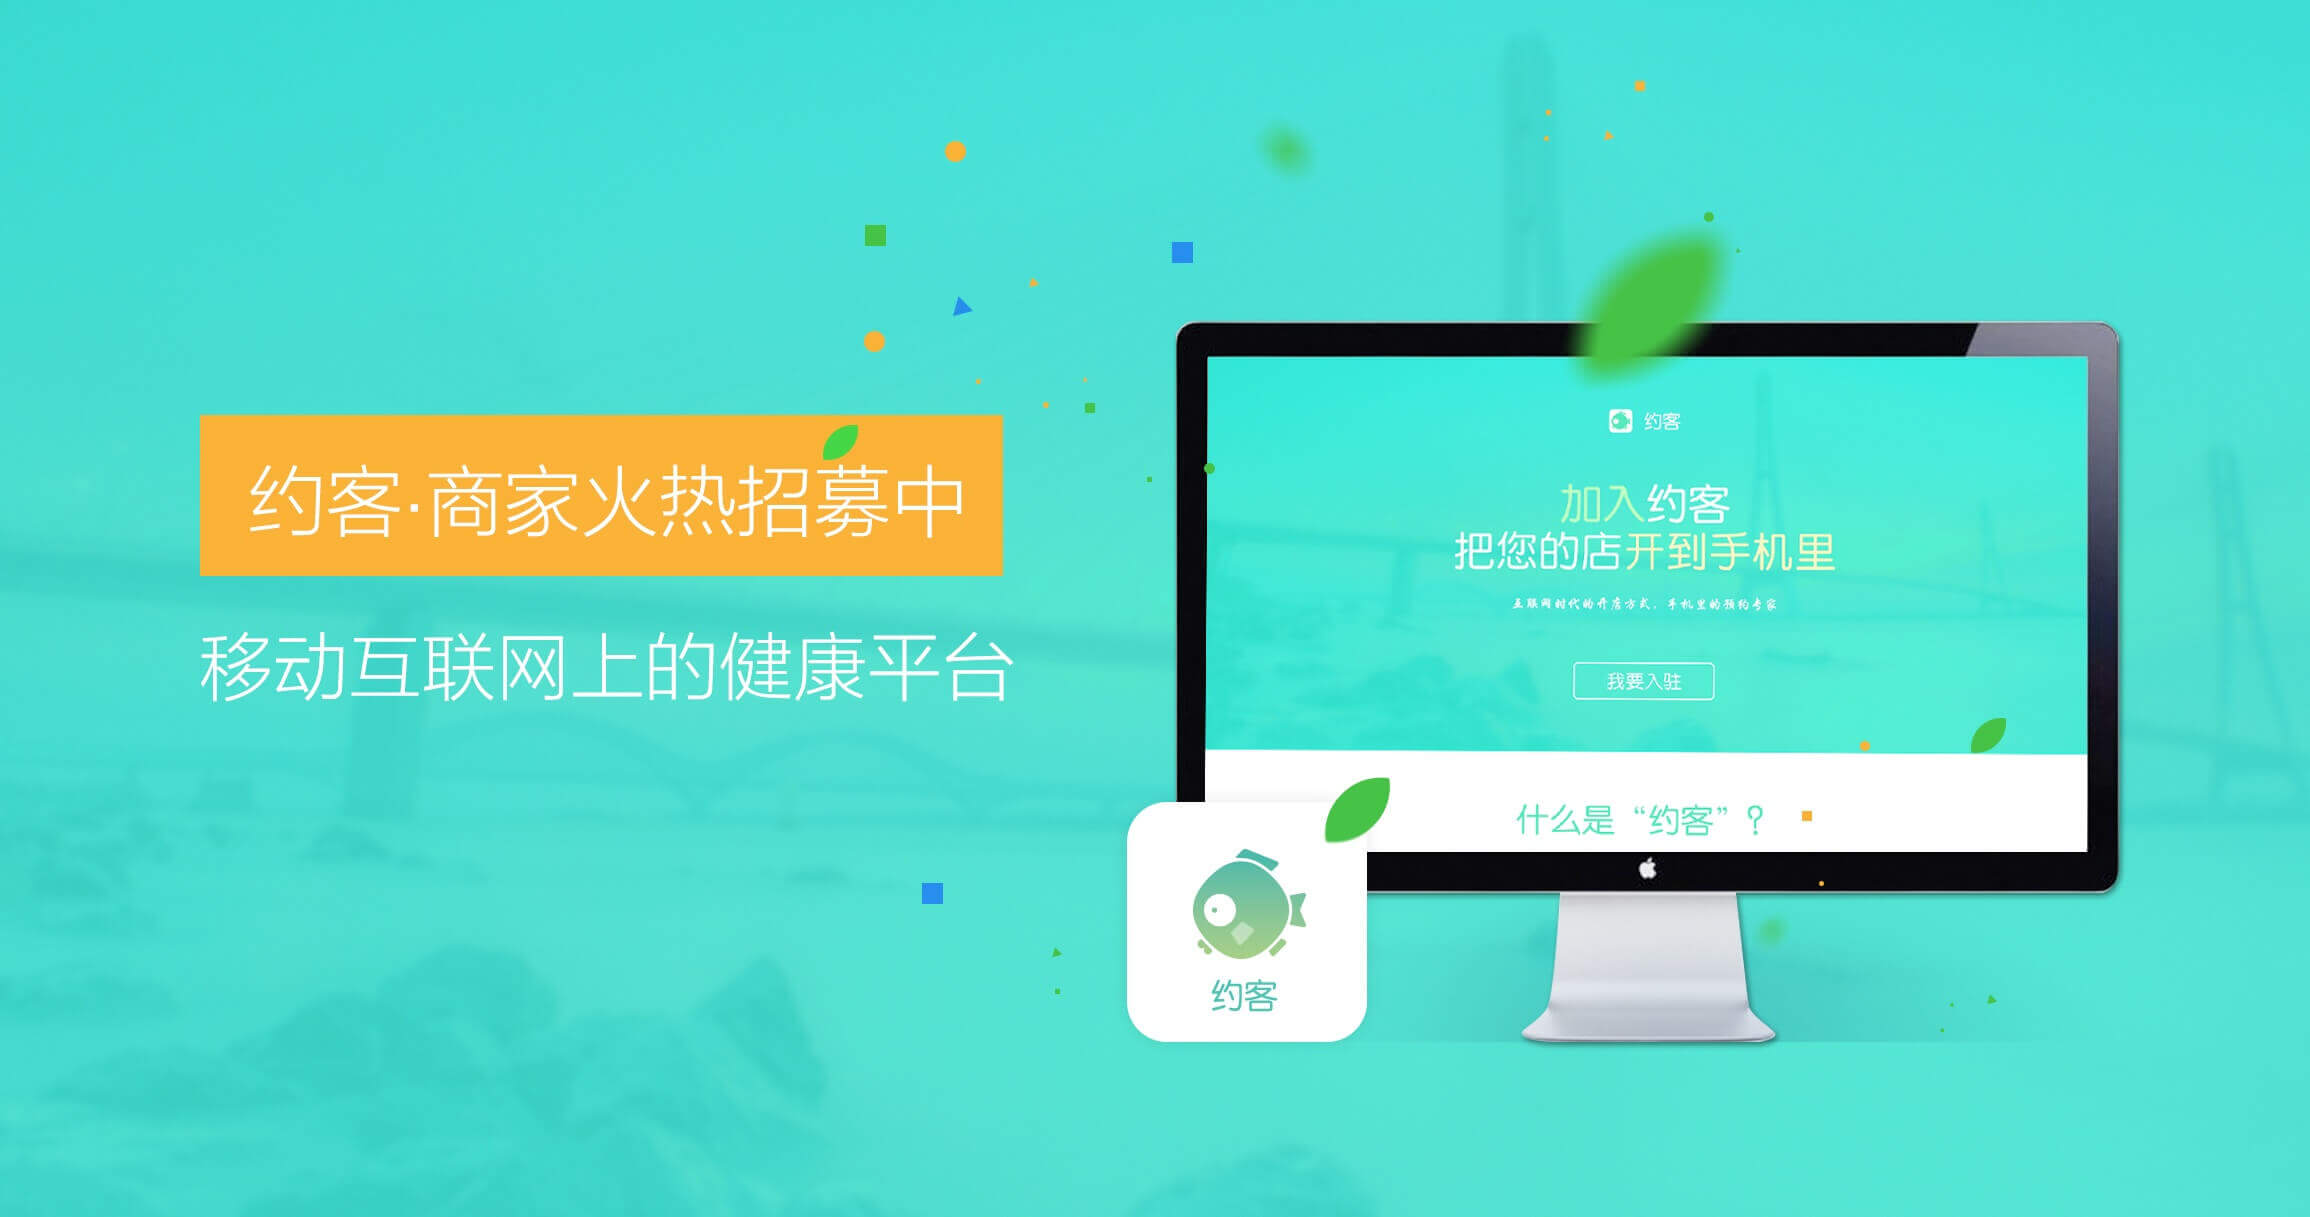 约客·商家火热招募中
移动互联网上的健康平台
约客
加入约客
把您的店开到手机里
互联网时代的开店方式，手机里的预约专家
我要入驻
什么是“约客”？
约客